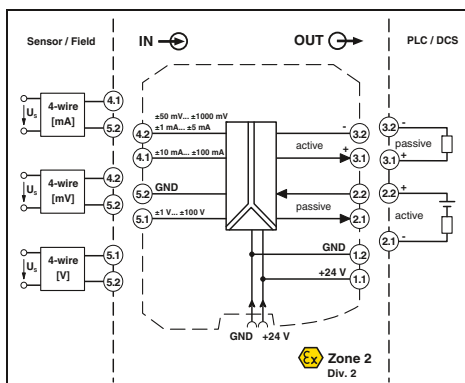 Sensor / Field
IN
OUT
PLC / DCS
Us
4-wire
[mA]
4.1
5.2
Us
4-wire
[mV]
4.2
5.2
Us
4-wire
[V]
5.1
5.2
±50 mV... ±1000 mV
±1 mA... ±5 mA
4.2
±10 mA... ±100 mA
4.1
GND
5.2
±1 V... ±100 V
5.1
-
active
3.2
+
3.1
2.2
passive
2.1
GND
1.2
+24 V
1.1
GND +24 V
3.2
-
passive
3.1
+
2.2
+
active
2.1
-
Ex Zone 2
Div. 2